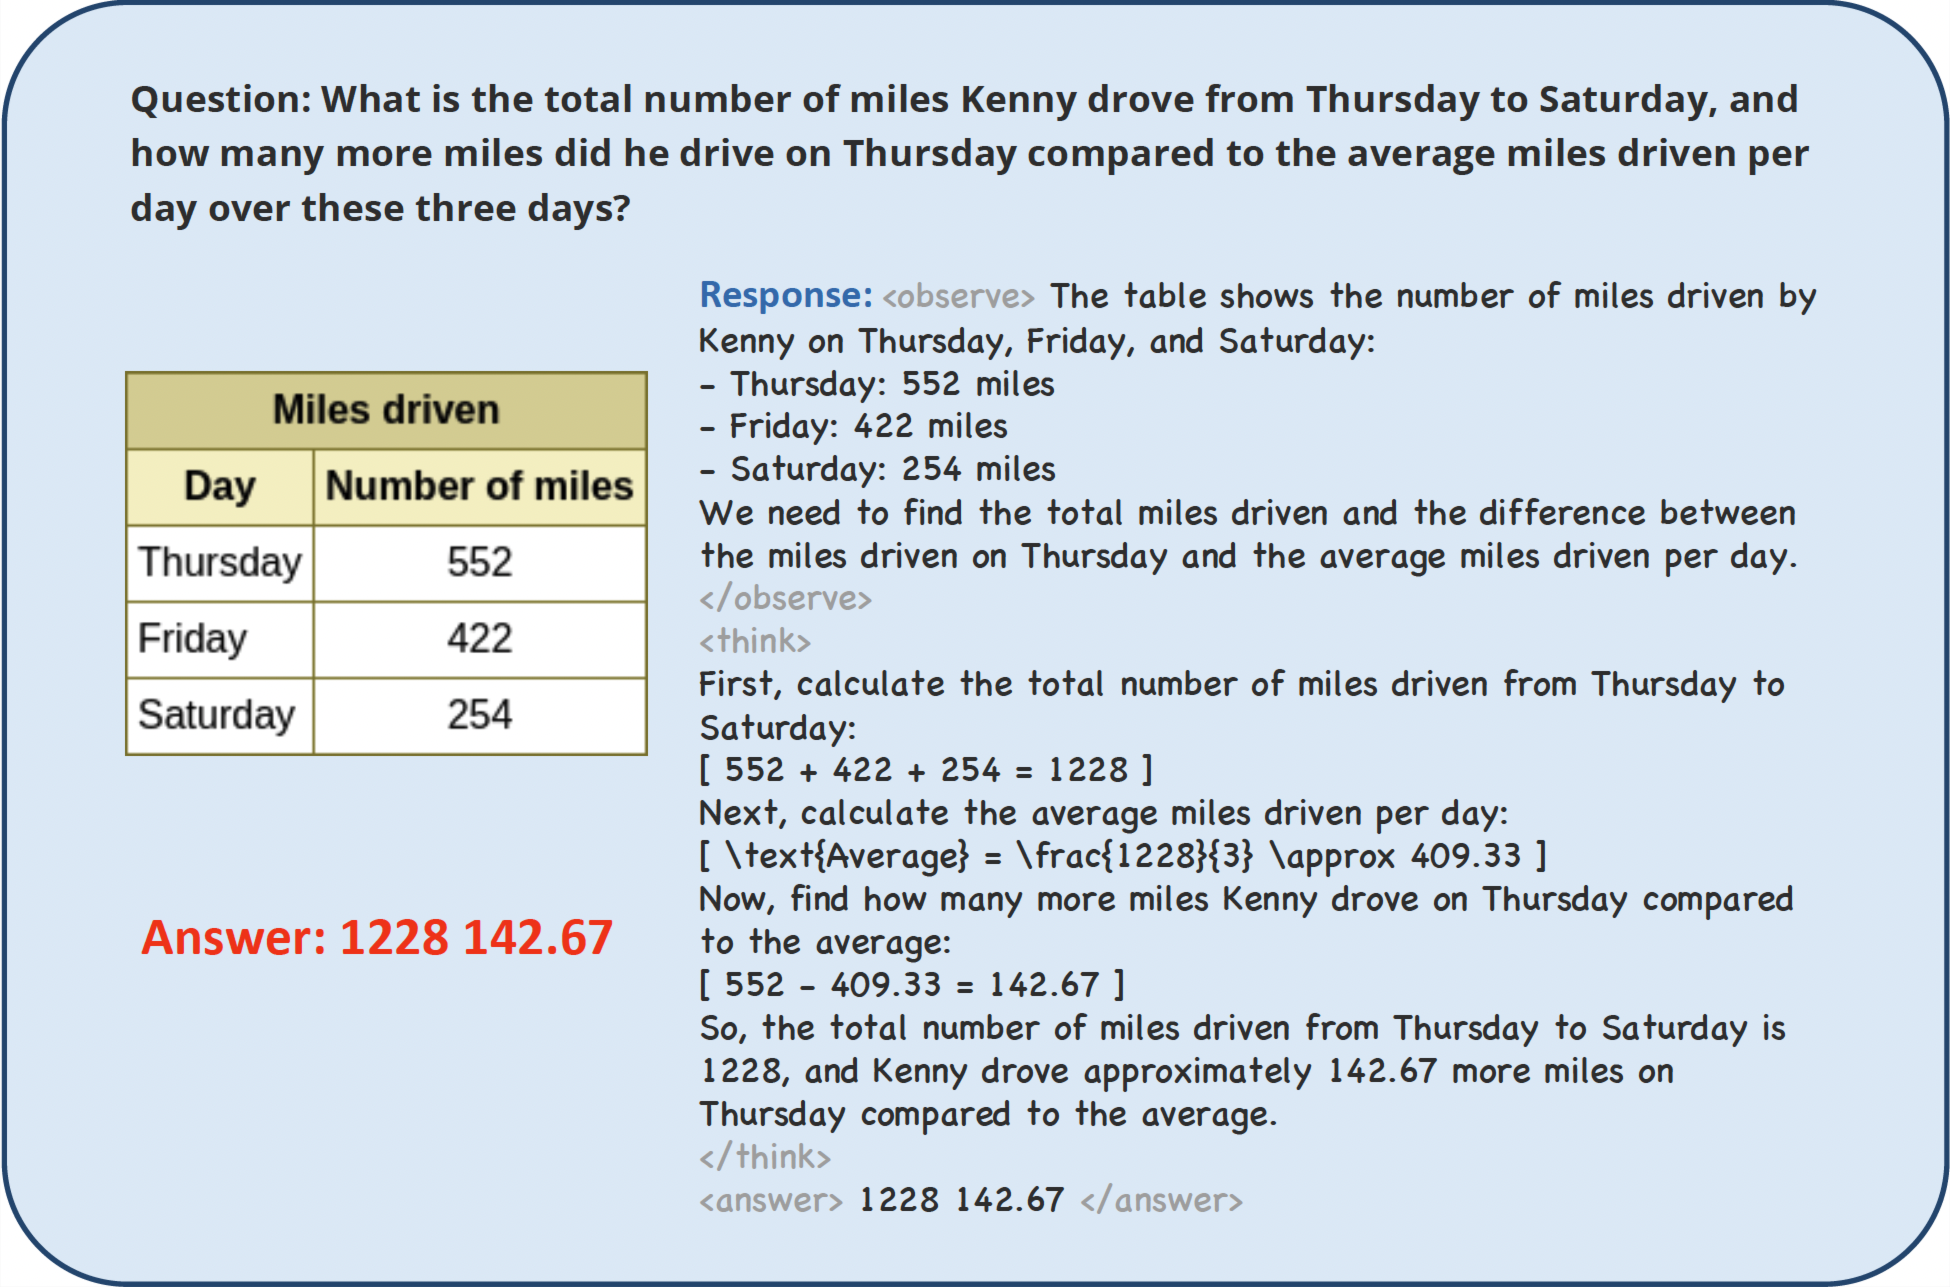 Question: What is the total number of miles Kenny drove from Thursday to Saturday, and
how many more miles did he drive on Thursday compared to the average miles driven per
day over these three days?
Miles driven
Day Number of miles
Thursday 552
Friday 422
Saturday 254
Answer: 1228 142.67
Response: <observe> The table shows the number of miles driven by
Kenny on Thursday, Friday, and Saturday:
- Thursday: 552 miles
- Friday: 422 miles
- Saturday: 254 miles
We need to find the total miles driven and the difference between
the miles driven on Thursday and the average miles driven per day.
</observe>
<think>
First, calculate the total number of miles driven from Thursday to
Saturday:
[ 552 + 422 + 254 = 1228 ]
Next, calculate the average miles driven per day:
[ \text{Average} = \frac{1228}{3} \approx 409.33 ]
Now, find how many more miles Kenny drove on Thursday compared
to the average:
[ 552 - 409.33 = 142.67 ]
So, the total number of miles driven from Thursday to Saturday is
1228, and Kenny drove approximately 142.67 more miles on
Thursday compared to the average.
</think>
<answer> 1228 142.67 </answer>